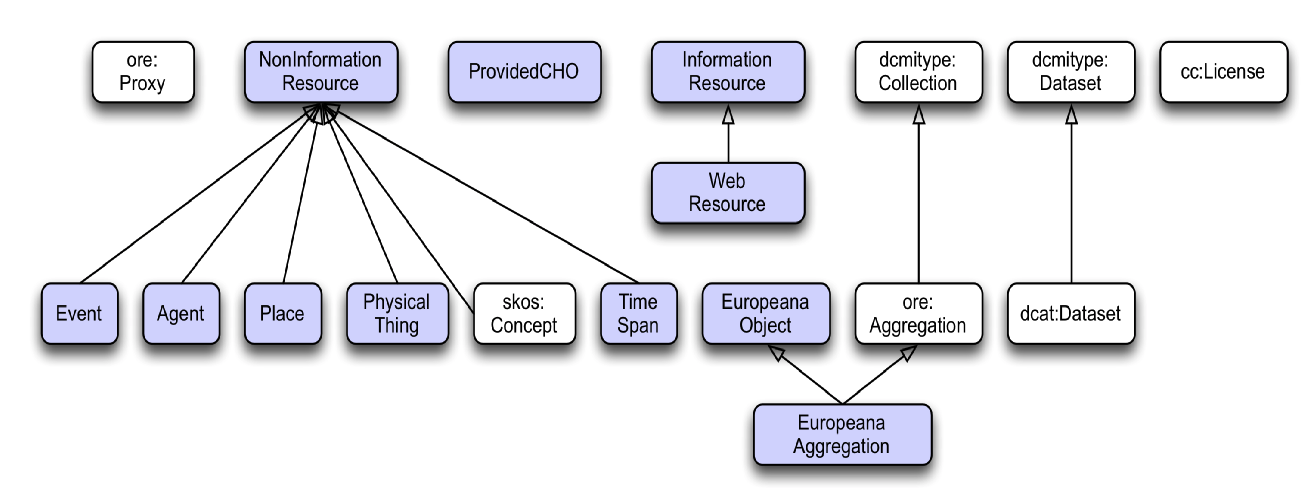 ore:
Proxy
NonInformation
Resource
ProvidedCHO
Information
Resource
dcmitype:
Collection
dcmitype:
Dataset
cc:License
Web
Resource
Event
Agent
Place
Physical
Thing
skos:
Concept
Time
Span
Europeana
Object
ore:
Aggregation
dcat:Dataset
Europeana
Aggregation